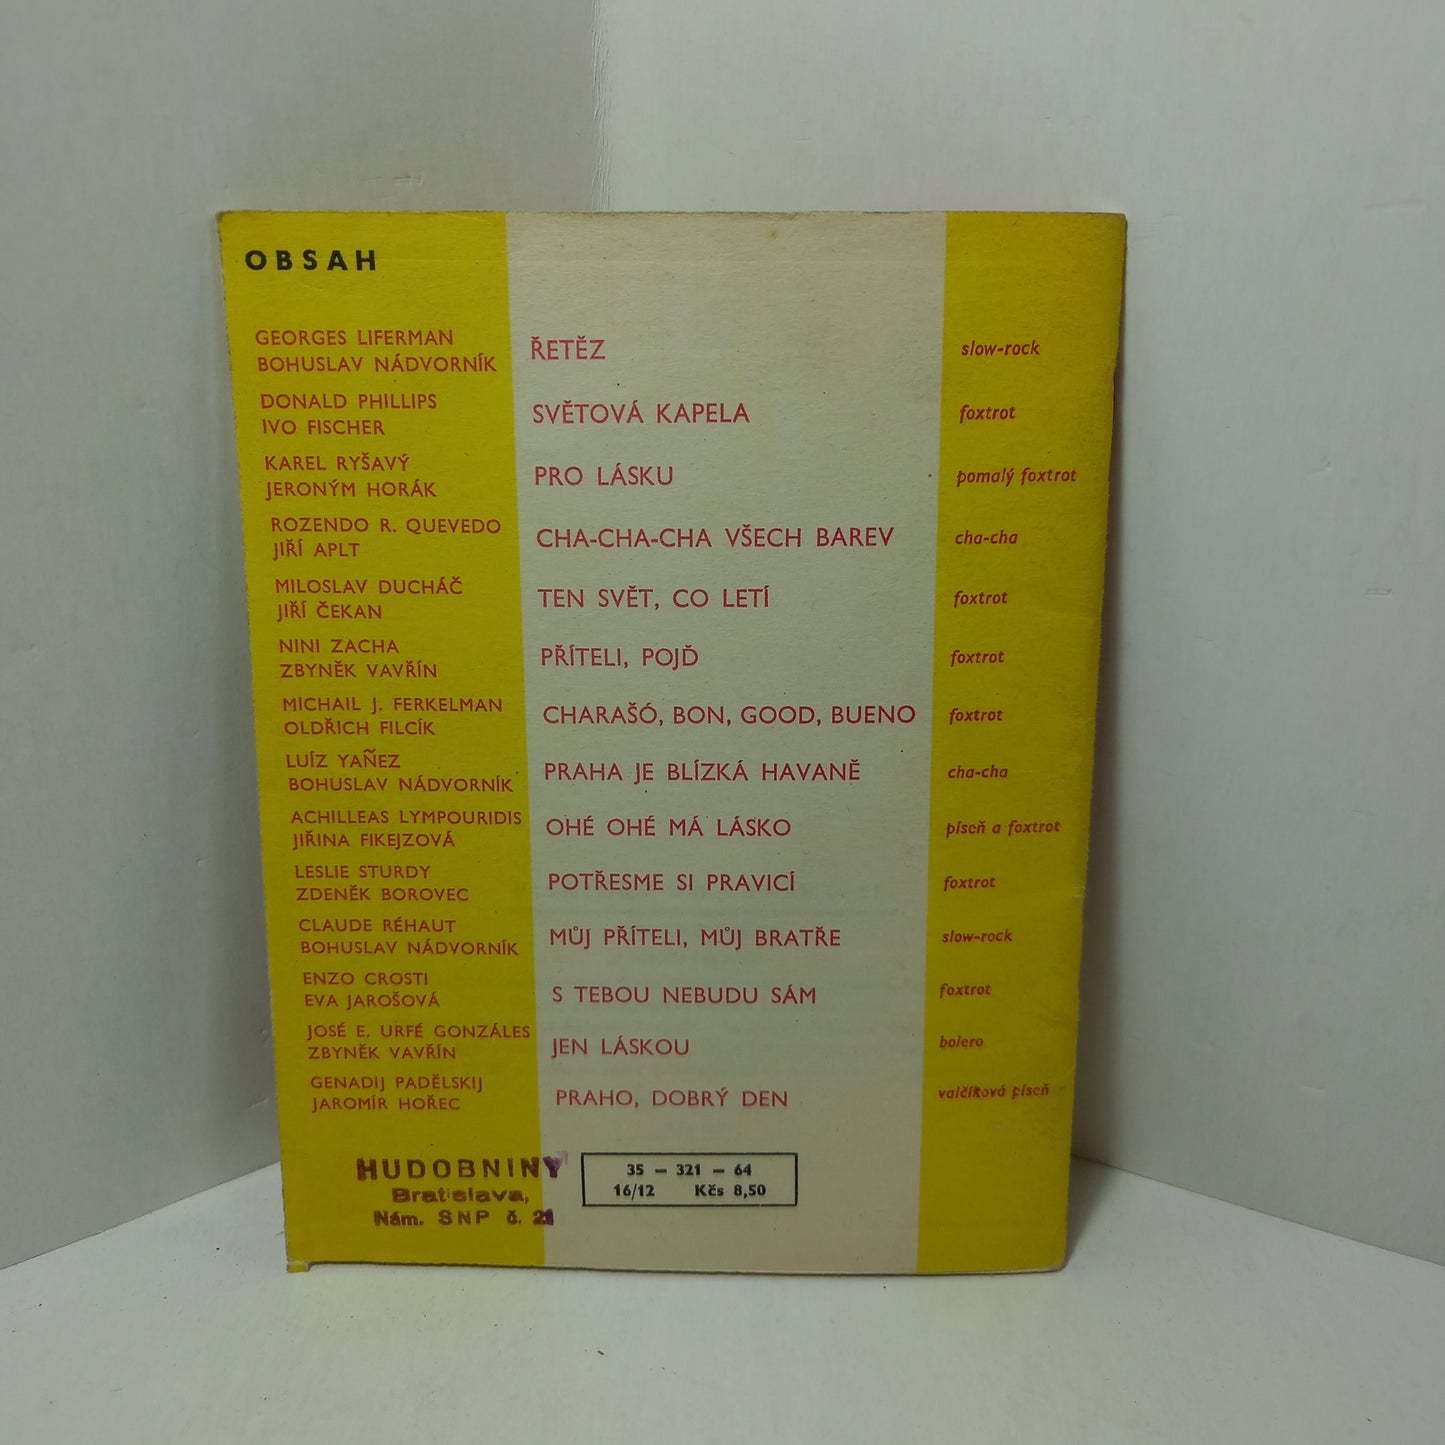 OBSAH
GEORGES LIFERMAN
BOHUSLAV NÁDVORNÍK
ŘETĚZ
slow-rock
DONALD PHILLIPS
IVO FISCHER
SVĚTOVÁ KAPELA
foxtrot
KAREL RYŠAVÝ
JERONÝM HORÁK
PRO LÁSKU
pomalý foxtrot
ROZENDO R. QUEVEDO
JIŘÍ APLT
CHA-CHA-CHA VŠECH BAREV
cha-cha
MILOSLAV DUCHÁČ
JIŘÍ ČEKAN
TEN SVĚT, CO LETÍ
foxtrot
NINI ZACHA
ZBYNĚK VAVŘÍN
PŘÍTELI, POJĎ
foxtrot
MICHAIL J. FERKELMAN
OLDŘICH FILCÍK
CHARAŠÓ, BON, GOOD, BUENO
foxtrot
LUÍZ YAÑEZ
BOHUSLAV NÁDVORNÍK
PRAHA JE BLÍZKÁ HAVANĚ
cha-cha
ACHILLEAS LYMPOURIDIS
JIŘINA FIKEJZOVÁ
OHÉ OHÉ MÁ LÁSKO
píseň a foxtrot
LESLIE STURDY
ZDENĚK BOROVEC
POTŘESME SI PRAVICÍ
foxtrot
CLAUDE RÉHAUT
BOHUSLAV NÁDVORNÍK
MŮJ PŘÍTELI, MŮJ BRATŘE
slow-rock
ENZO CROSTI
EVA JAROŠOVÁ
S TEBOU NEBUDU SÁM
foxtrot
JOSÉ E. URFÉ GONZÁLES
ZBYNĚK VAVŘÍN
JEN LÁSKOU
bolero
GENADIJ PADĚLSKIJ
JAROMÍR HOŘEC
PRAHO, DOBRÝ DEN
valčíková píseň
HUDOBNINY
Bratislava,
Nám. SNP č. 21
35 — 321 — 64
16/12 Kčs 8,50